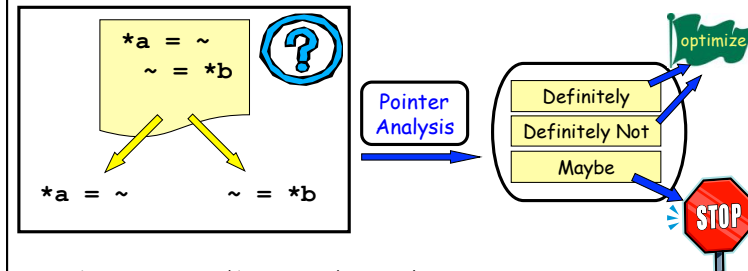 *a = ~
~ = *b
*a = ~
~ = *b
Pointer
Analysis
Definitely
Definitely Not
Maybe
optimize
STOP